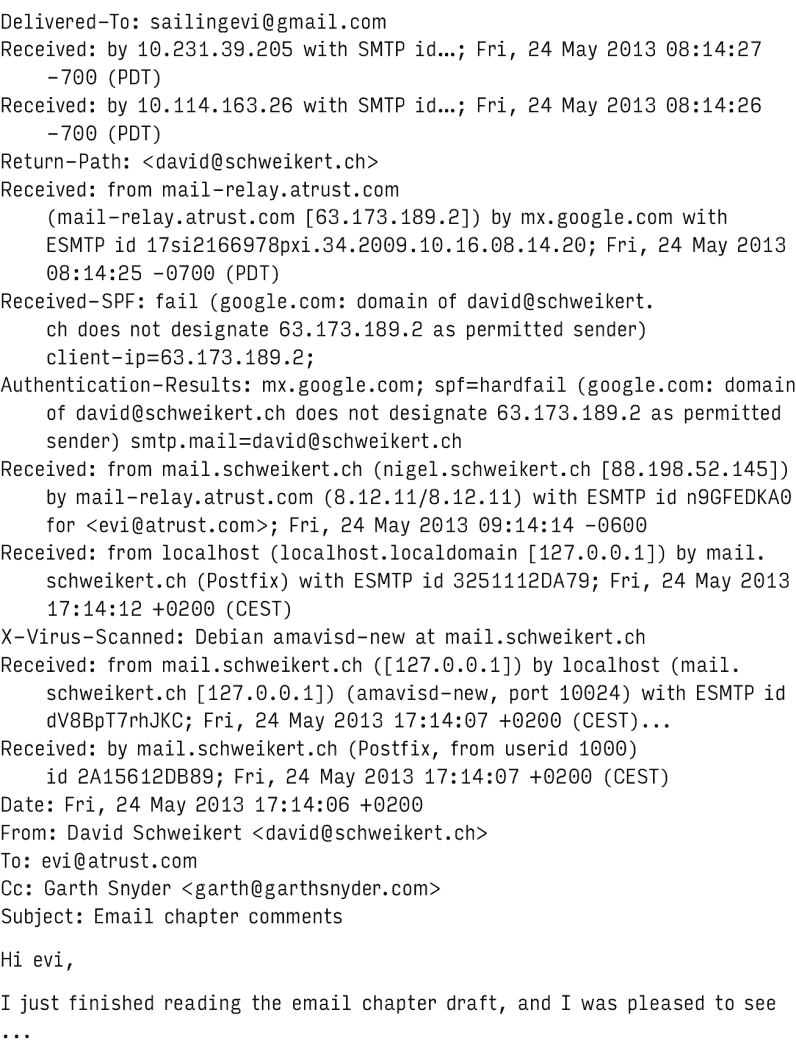 Delivered-To: sailingevi@gmail.com
Received: by 10.231.39.205 with SMTP id...; Fri, 24 May 2013 08:14:27
-700 (PDT)
Received: by 10.114.163.26 with SMTP id...; Fri, 24 May 2013 08:14:26
-700 (PDT)
Return-Path: <david@schweikert.ch>
Received: from mail-relay.atrust.com
(mail-relay.atrust.com [63.173.189.2]) by mx.google.com with
ESMTP id 17si2166978pxi.34.2009.10.16.08.14.20; Fri, 24 May 2013
08:14:25 -0700 (PDT)
Received-SPF: fail (google.com: domain of david@schweikert.
ch does not designate 63.173.189.2 as permitted sender)
client-ip=63.173.189.2;
Authentication-Results: mx.google.com; spf=hardfail (google.com: domain
of david@schweikert.ch does not designate 63.173.189.2 as permitted
sender) smtp.mail=david@schweikert.ch
Received: from mail.schweikert.ch (nigel.schweikert.ch [88.198.52.145])
by mail-relay.atrust.com (8.12.11/8.12.11) with ESMTP id n9GFEDKA0
for <evi@atrust.com>; Fri, 24 May 2013 09:14:14 -0600
Received: from localhost (localhost.localdomain [127.0.0.1]) by mail.
schweikert.ch (Postfix) with ESMTP id 3251112DA79; Fri, 24 May 2013
17:14:12 +0200 (CEST)
X-Virus-Scanned: Debian amavisd-new at mail.schweikert.ch
Received: from mail.schweikert.ch ([127.0.0.1]) by localhost (mail.
schweikert.ch [127.0.0.1]) (amavisd-new, port 10024) with ESMTP id
dV8BpT7rhJKC; Fri, 24 May 2013 17:14:07 +0200 (CEST)...
Received: by mail.schweikert.ch (Postfix, from userid 1000)
id 2A15612DB89; Fri, 24 May 2013 17:14:07 +0200 (CEST)
Date: Fri, 24 May 2013 17:14:06 +0200
From: David Schweikert <david@schweikert.ch>
To: evi@atrust.com
Cc: Garth Snyder <garth@garthsnyder.com>
Subject: Email chapter comments
Hi evi,
I just finished reading the email chapter draft, and I was pleased to see
...